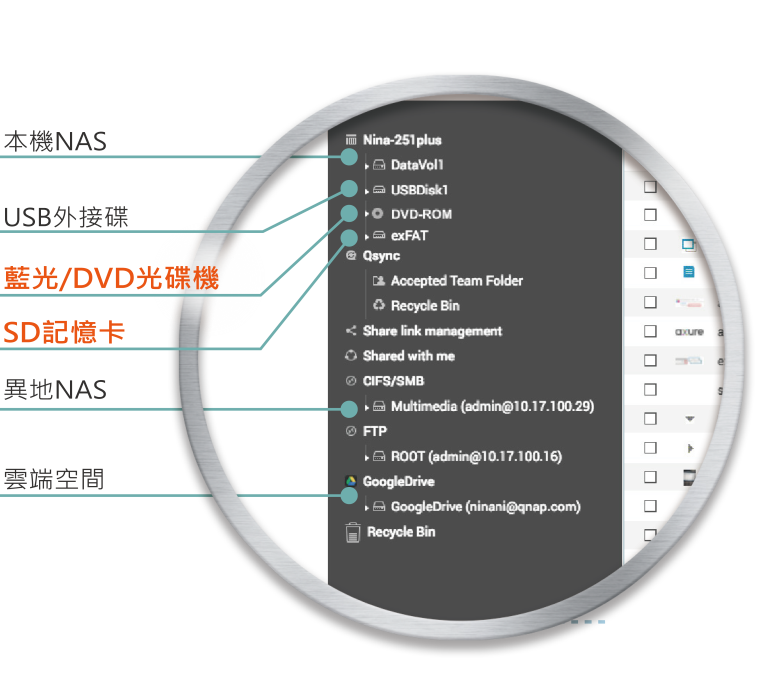 本機NAS
USB外接碟
藍光/DVD光碟機
SD記憶卡
異地NAS
雲端空間
Nina-251plus
DataVol1
USBDisk1
DVD-ROM
exFAT
Qsync
Accepted Team Folder
Recycle Bin
Share link management
Shared with me
CIFS/SMB
Multimedia (admin@10.17.100.29)
FTP
ROOT (admin@10.17.100.16)
GoogleDrive
GoogleDrive (ninani@qnap.com)
Recycle Bin
axure